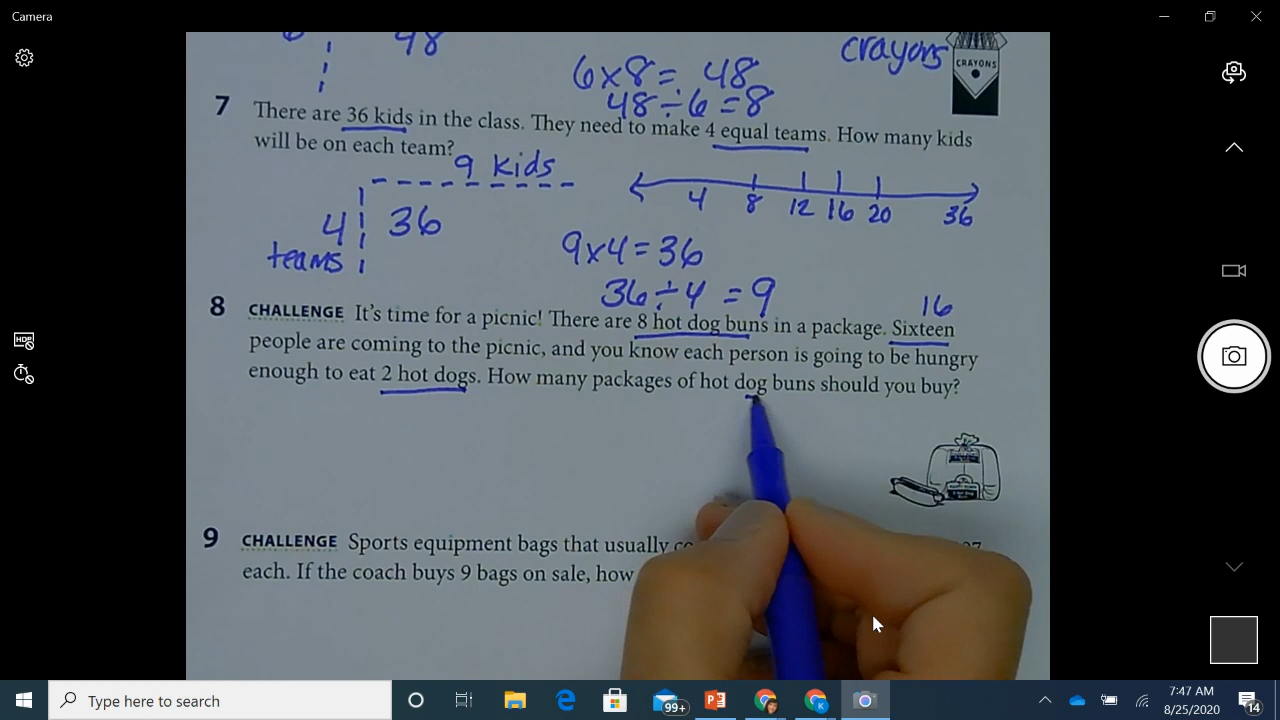 Camera
48
crayons
CRAYONS
6x8= 48
48÷6=8
7 There are 36 kids in the class. They need to make 4 equal teams. How many kids
will be on each team?
9 kids
4 36
teams
4 8 12 16 20 36
9x4=36
36÷4=9
16
8 CHALLENGE It's time for a picnic! There are 8 hot dog buns in a package. Sixteen
people are coming to the picnic, and you know each person is going to be hungry
enough to eat 2 hot dogs. How many packages of hot dog buns should you buy?
9 CHALLENGE Sports equipment bags that usually
each. If the coach buys 9 bags on sale, how
HDR
Type here to search
99+
K
7:47 AM
8/25/2020
14